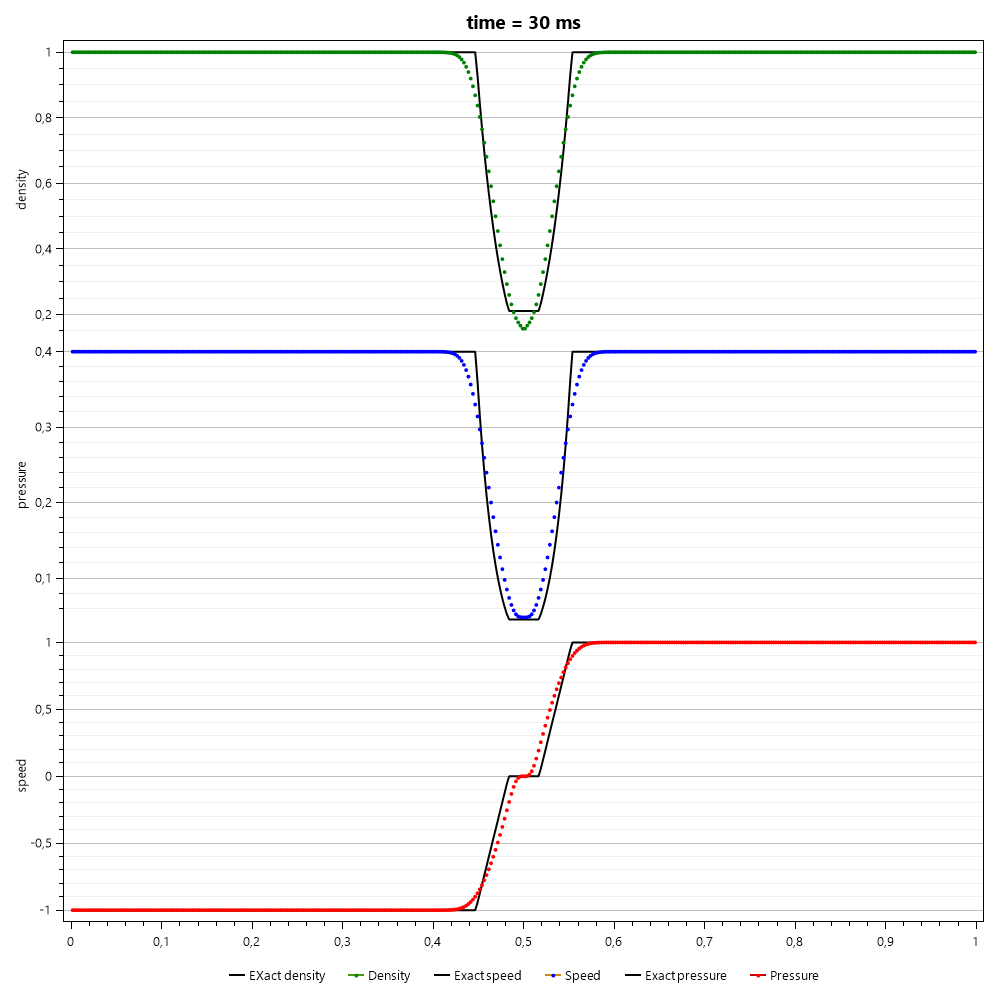 time = 30 ms
1
0,8
0,6
0,4
0,2
density
0,4
0,3
0,2
0,1
pressure
1
0,5
0
-0,5
-1
speed
0 0,1 0,2 0,3 0,4 0,5 0,6 0,7 0,8 0,9 1
EXact density Density Exact speed Speed Exact pressure Pressure